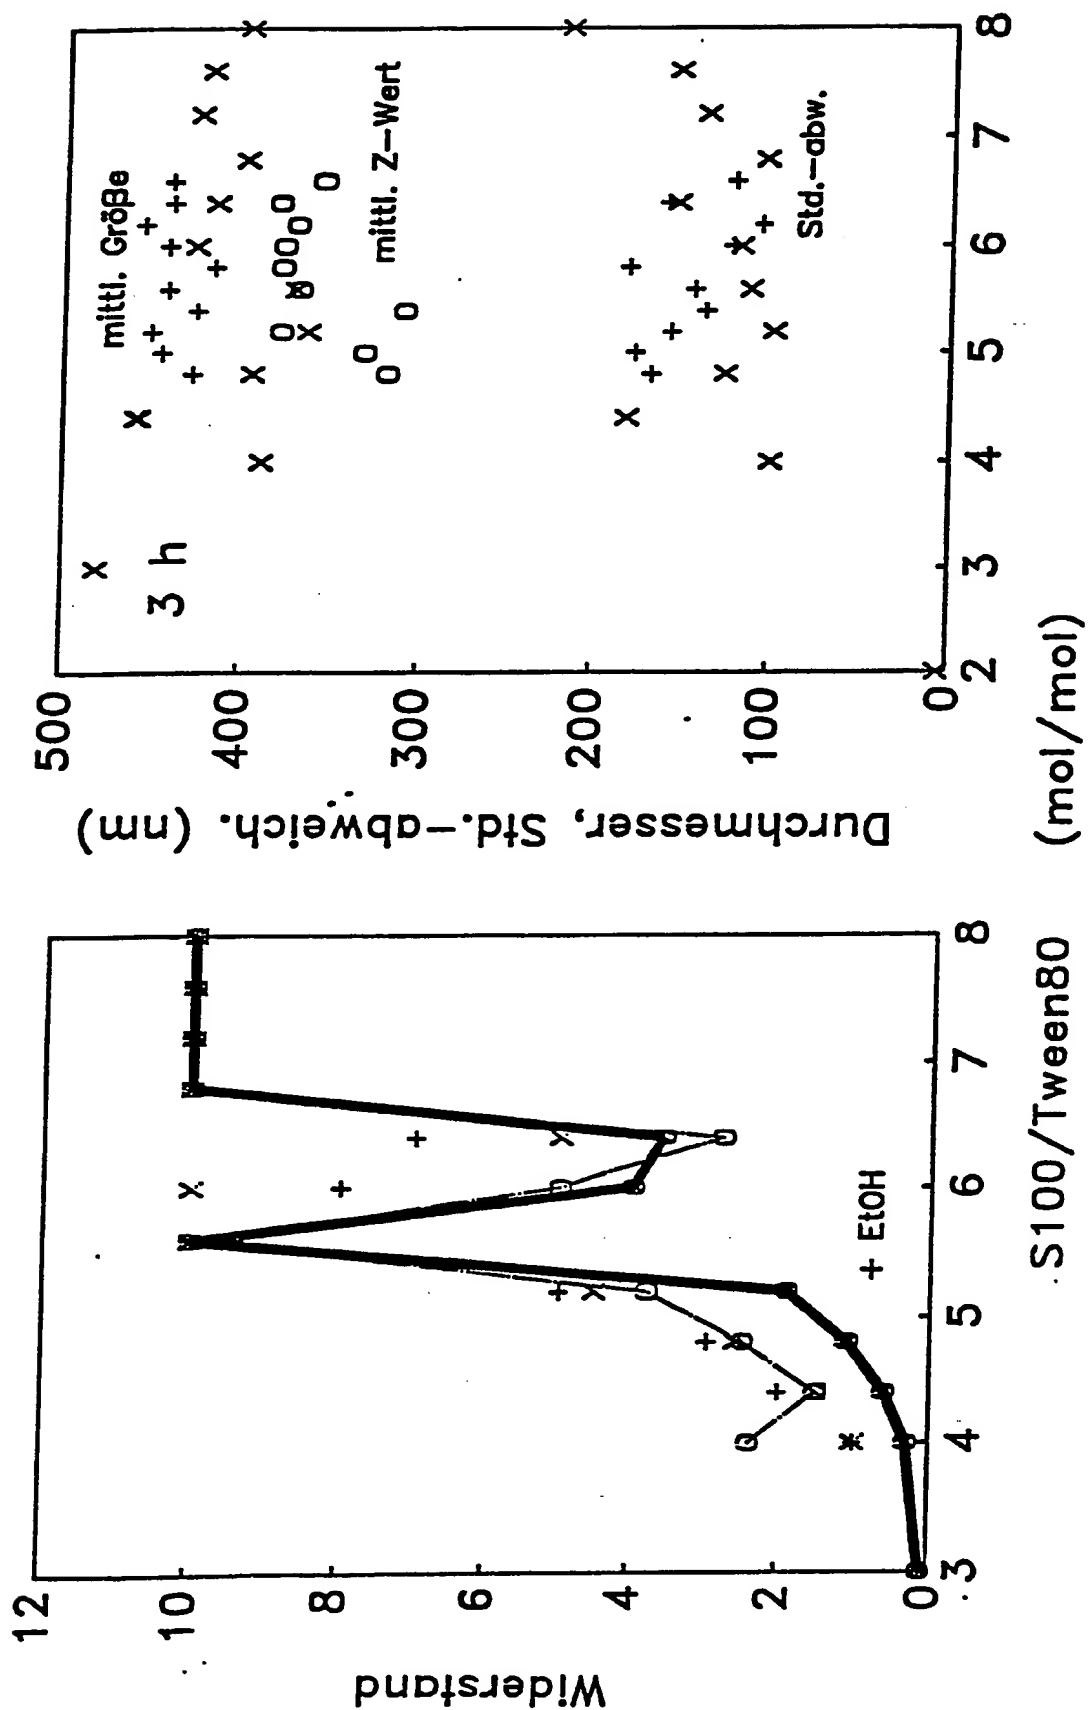 Widerstand
12
10
8
6
4
2
0
3
4
5
6
7
8
+ EtOH
S100/Tween80
(mol/mol)
Durchmesser, Std.-abweich. (nm)
500
400
300
200
100
0
2
3
4
5
6
7
8
3 h
mittl. Größe
mittl. Z-Wert
Std.-abw.